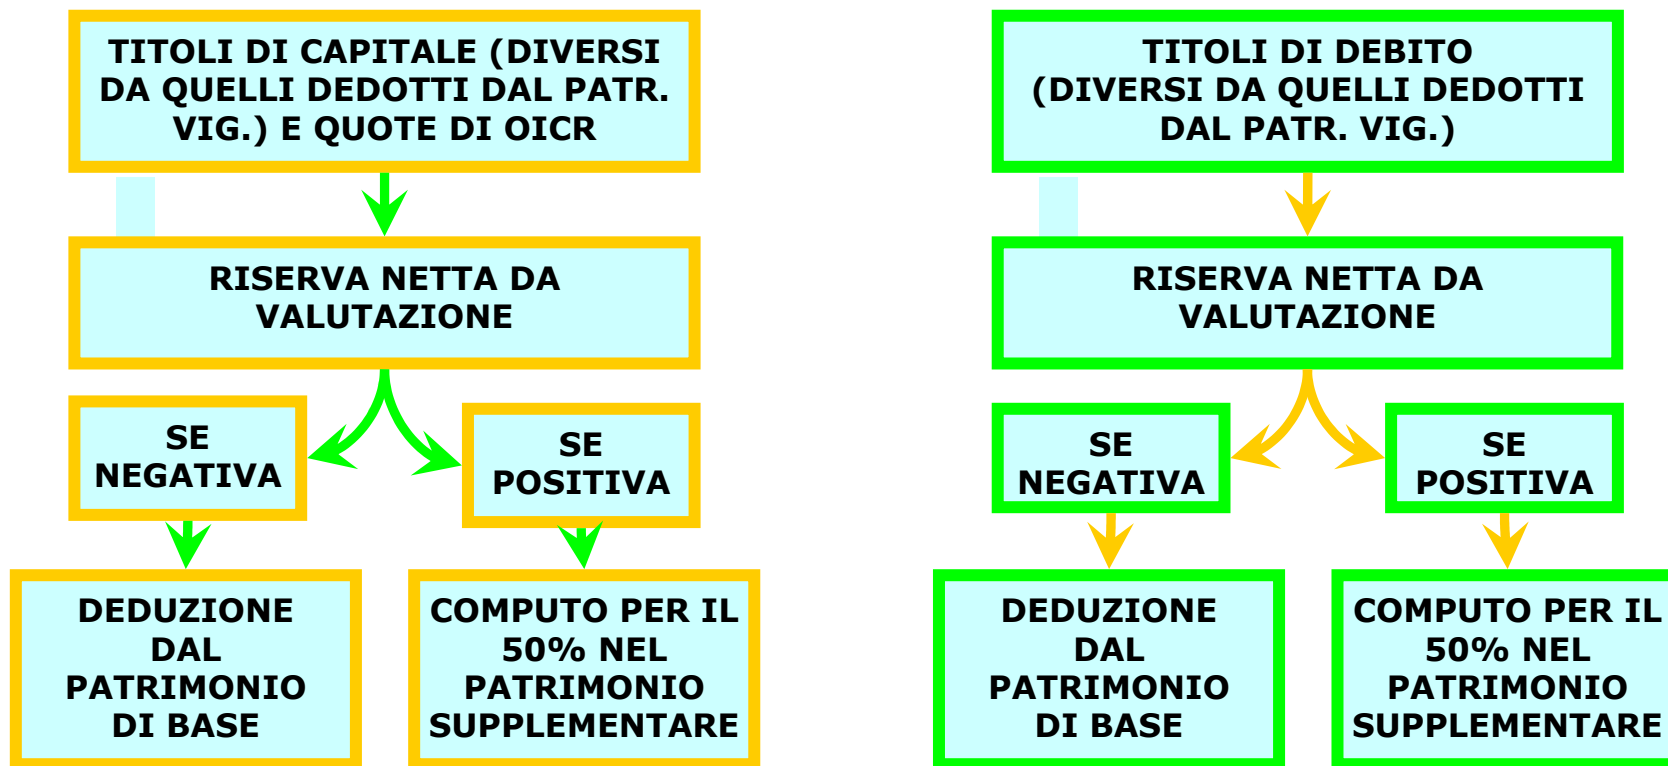 TITOLI DI CAPITALE (DIVERSI
DA QUELLI DEDOTTI DAL PATR.
VIG.) E QUOTE DI OICR
RISERVA NETTA DA
VALUTAZIONE
SE
NEGATIVA
SE
POSITIVA
DEDUZIONE
DAL
PATRIMONIO
DI BASE
COMPUTO PER IL
50% NEL
PATRIMONIO
SUPPLEMENTARE
TITOLI DI DEBITO
(DIVERSI DA QUELLI DEDOTTI
DAL PATR. VIG.)
RISERVA NETTA DA
VALUTAZIONE
SE
NEGATIVA
SE
POSITIVA
DEDUZIONE
DAL
PATRIMONIO
DI BASE
COMPUTO PER IL
50% NEL
PATRIMONIO
SUPPLEMENTARE